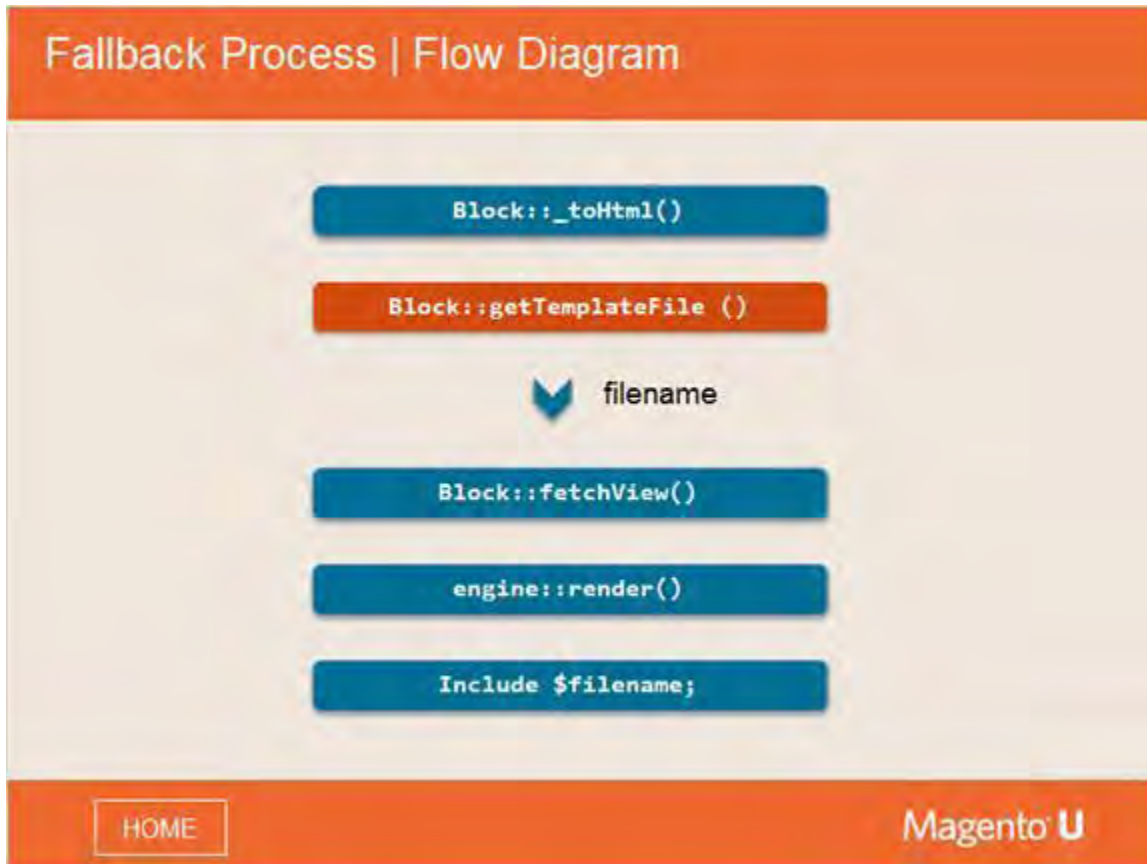 Fallback Process | Flow Diagram
Block::_toHtml()
Block::getTemplateFile ()
filename
Block::fetchView()
engine::render()
Include $filename;
HOME
Magento U